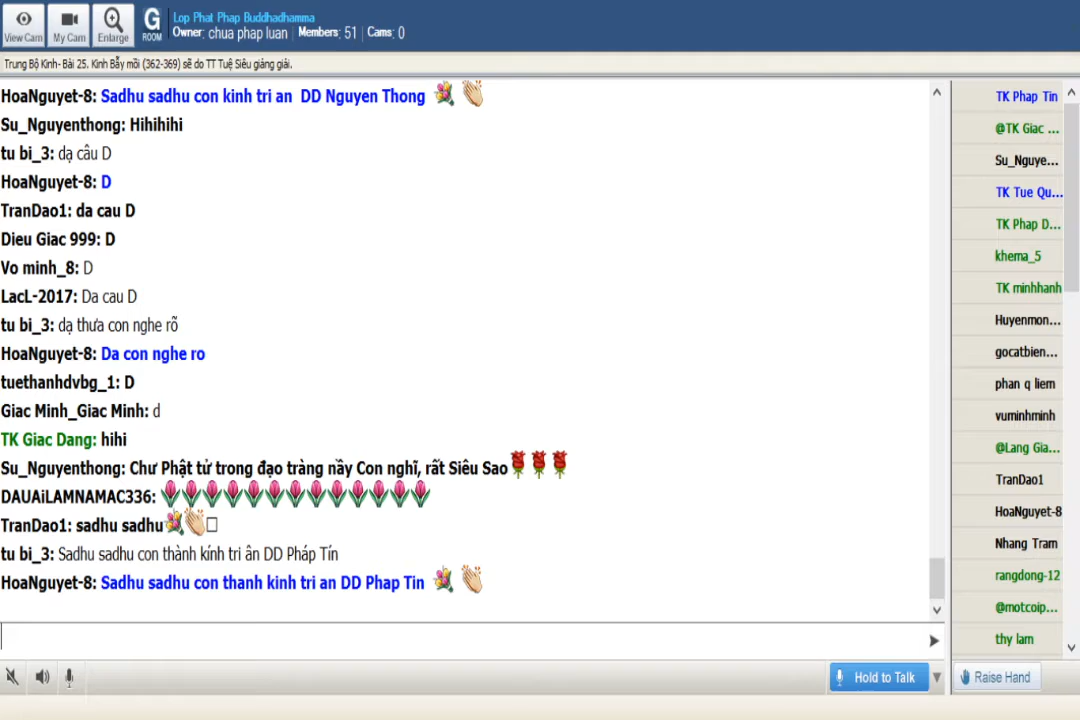 View Cam
My Cam
Enlarge
G
ROOM
Lop Phat Phap Buddhadhamma
Owner: chua phap luan | Members: 51 | Cams: 0
Trung Bộ Kinh- Bài 25. Kinh Bẫy mồi (362-369) sẽ do TT Tuệ Siêu giảng giải.
HoaNguyet-8: Sadhu sadhu con kinh tri an DD Nguyen Thong
Su_Nguyenthong: Hihihihi
tu bi_3: dạ câu D
HoaNguyet-8: D
TranDao1: da cau D
Dieu Giac 999: D
Vo minh_8: D
LacL-2017: Da cau D
tu bi_3: dạ thưa con nghe rõ
HoaNguyet-8: Da con nghe ro
tuethanhdvbg_1: D
Giac Minh_Giac Minh: d
TK Giac Dang: hihi
Su_Nguyenthong: Chư Phật tử trong đạo tràng nầy Con nghĩ, rất Siêu Sao
DAUAiLAMNAMAC336:
TranDao1: sadhu sadhu
tu bi_3: Sadhu sadhu con thành kính tri ân DD Pháp Tín
HoaNguyet-8: Sadhu sadhu con thanh kinh tri an DD Phap Tin
TK Phap Tin
@TK Giac ...
Su_Nguye...
TK Tue Qu...
TK Phap D...
khema_5
TK minhhanh
Huyenmon...
gocatbien...
phan q liem
vuminhminh
@Lang Gia...
TranDao1
HoaNguyet-8
Nhang Tram
rangdong-12
@motcoip...
thy lam
Hold to Talk
Raise Hand